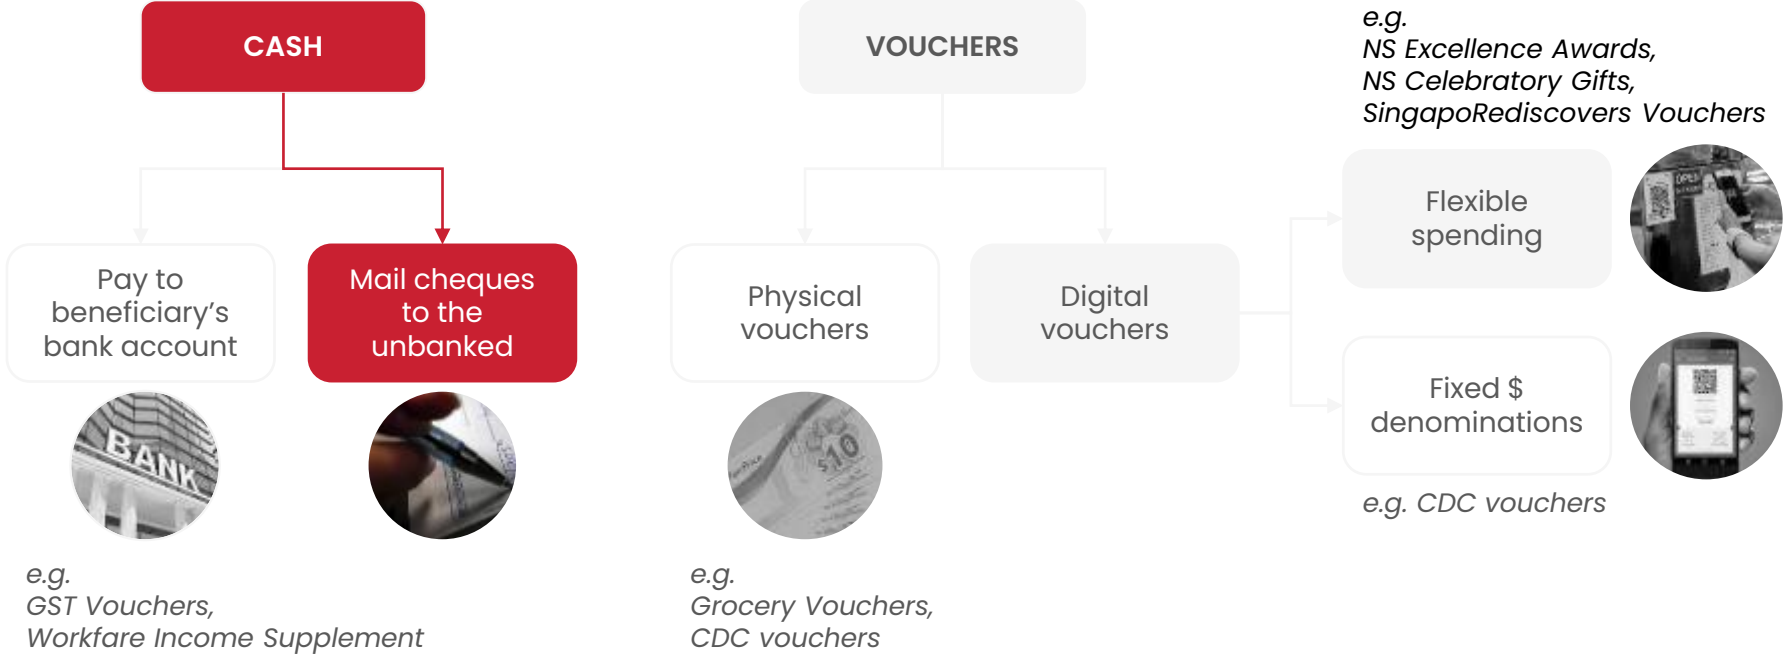 CASH
Pay to
beneficiary's
bank account
Mail cheques
to the
unbanked
BANK
e.g.
GST Vouchers,
Workfare Income Supplement
VOUCHERS
Physical
vouchers
$10
e.g.
Grocery Vouchers,
CDC vouchers
Digital
vouchers
e.g.
NS Excellence Awards,
NS Celebratory Gifts,
SingapoRediscovers Vouchers
Flexible
spending
OPEN
Fixed $
denominations
e.g. CDC vouchers